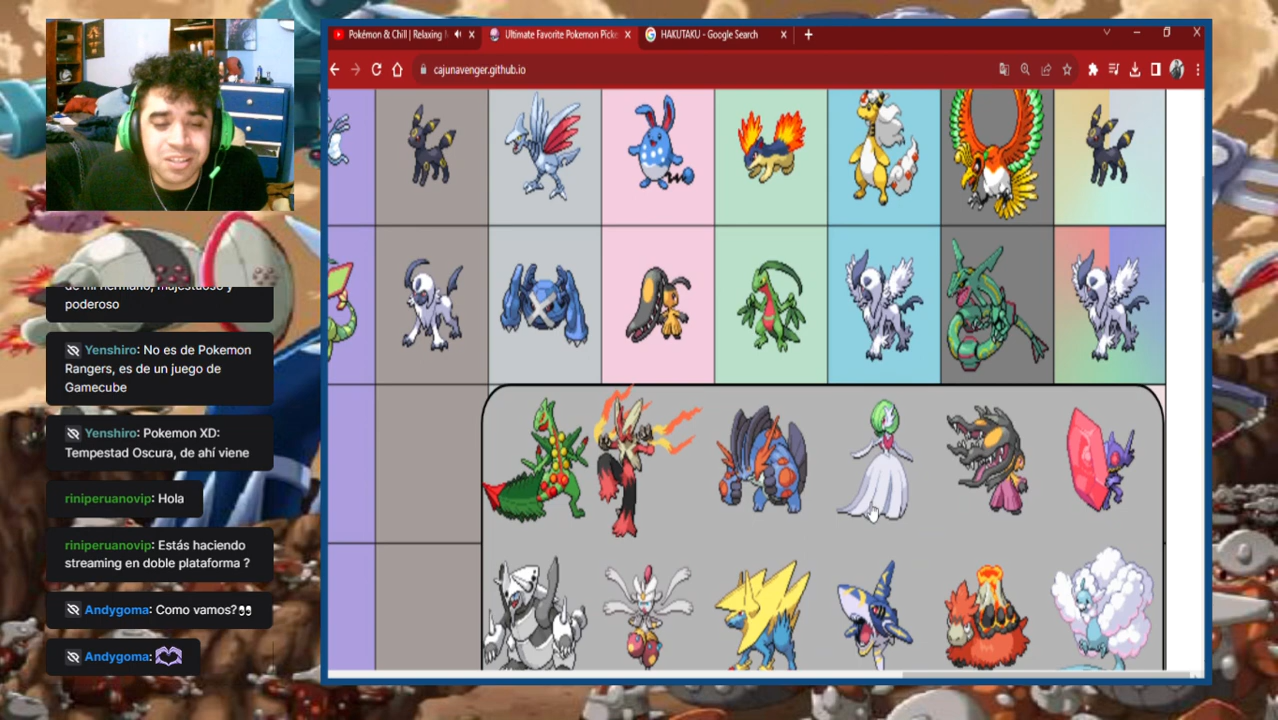 Pokémon & Chill | Relaxing
Ultimate Favorite Pokemon Picke
HAKUTAKU - Google Search
cajunavenger.github.io
de mi hermano, majestuoso y
poderoso
Yenshiro: No es de Pokemon
Rangers, es de un juego de
Gamecube
Yenshiro: Pokemon XD:
Tempestad Oscura, de ahí viene
riniperuanovip: Hola
riniperuanovip: Estás haciendo
streaming en doble plataforma ?
Andygoma: Como vamos?👀
Andygoma: